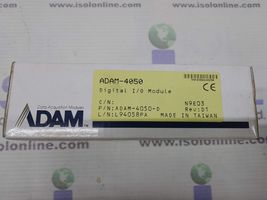 www.isolonline.com
ADAM-4050
Digital I/O Module
CE
C/N: N9E03
P/N:ADAM-4050-D Rev:D1
L/N:L94058PA MADE IN TAIWAN
Data Acquisition Modules
ADAM
www.isolonline.com